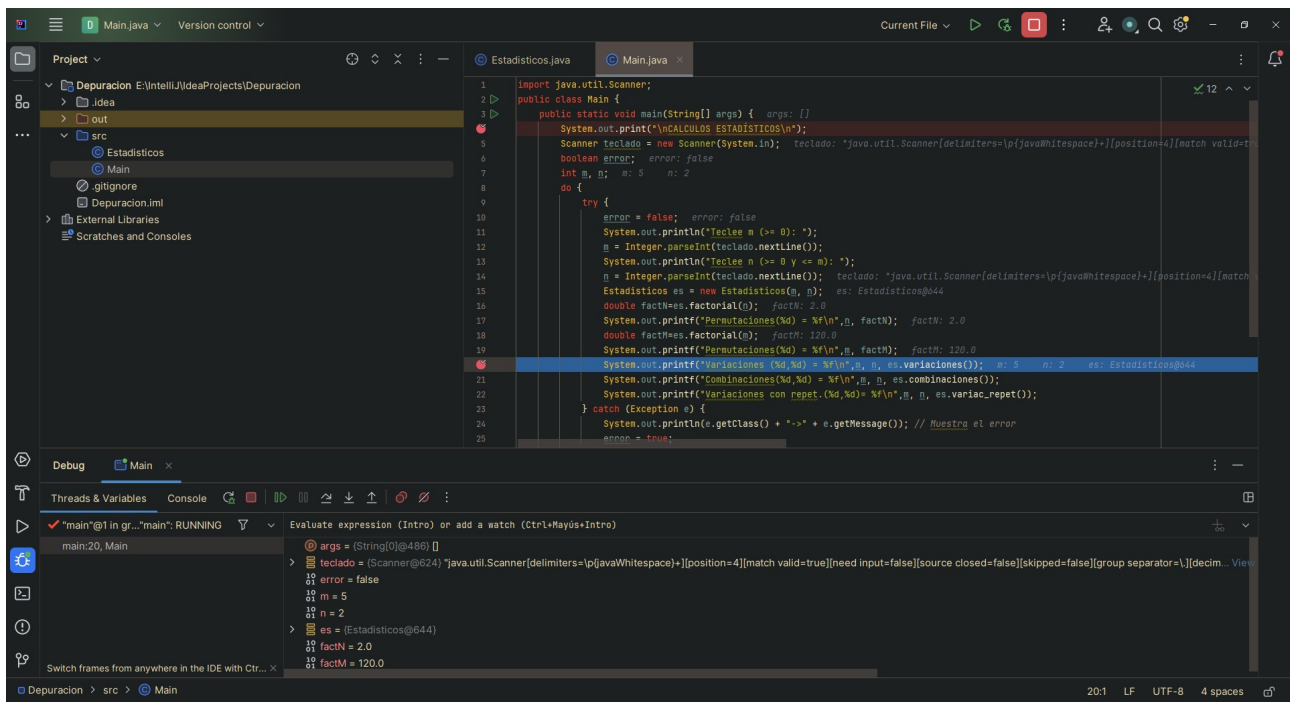 D Main.java Version control Current File
Project
Estadisticos.java Main.java
Depuracion E:\IntelliJ\IdeaProjects\Depuracion
.idea
out
src
Estadisticos
Main
.gitignore
Depuracion.iml
External Libraries
Scratches and Consoles
12
1 import java.util.Scanner;
2 public class Main {
3 public static void main(String[] args) { args: []
System.out.print("\nCALCULOS ESTADÍSTICOS\n");
5 Scanner teclado = new Scanner(System.in); teclado: "java.util.Scanner[delimiters=\p{javaWhitespace}+][position=4][match valid=tr
6 boolean error; error: false
7 int m, n; m: 5 n: 2
8 do {
9 try {
10 error = false; error: false
11 System.out.println("Teclee m (>= 0): ");
12 m = Integer.parseInt(teclado.nextLine());
13 System.out.println("Teclee n (>= 0 y <= m): ");
14 n = Integer.parseInt(teclado.nextLine()); teclado: "java.util.Scanner[delimiters=\p{javaWhitespace}+][position=4][match
15 Estadisticos es = new Estadisticos(m, n); es: Estadisticos@644
16 double factN=es.factorial(n); factN: 2.0
17 System.out.printf("Permutaciones(%d) = %f\n",n, factN); factN: 2.0
18 double factM=es.factorial(m); factM: 120.0
19 System.out.printf("Permutaciones(%d) = %f\n",m, factM); factM: 120.0
System.out.printf("Variaciones (%d,%d) = %f\n",m, n, es.variaciones()); m: 5 n: 2 es: Estadisticos@644
21 System.out.printf("Combinaciones(%d,%d) = %f\n",m, n, es.combinaciones());
22 System.out.printf("Variaciones con repet.(%d,%d)= %f\n",m, n, es.variac_repet());
23 } catch (Exception e) {
24 System.out.println(e.getClass() + "->" + e.getMessage()); // Muestra el error
25 error = true;
Debug Main
Threads & Variables Console
"main"@1 in gr..."main": RUNNING
main:20, Main
Switch frames from anywhere in the IDE with Ctr...
Evaluate expression (Intro) or add a watch (Ctrl+Mayús+Intro)
args = {String[0]@486} []
teclado = {Scanner@624} "java.util.Scanner[delimiters=\p{javaWhitespace}+][position=4][match valid=true][need input=false][source closed=false][skipped=false][group separator=\.][decim... View
error = false
m = 5
n = 2
es = {Estadisticos@644}
factN = 2.0
factM = 120.0
Depuracion > src > Main 20:1 LF UTF-8 4 spaces